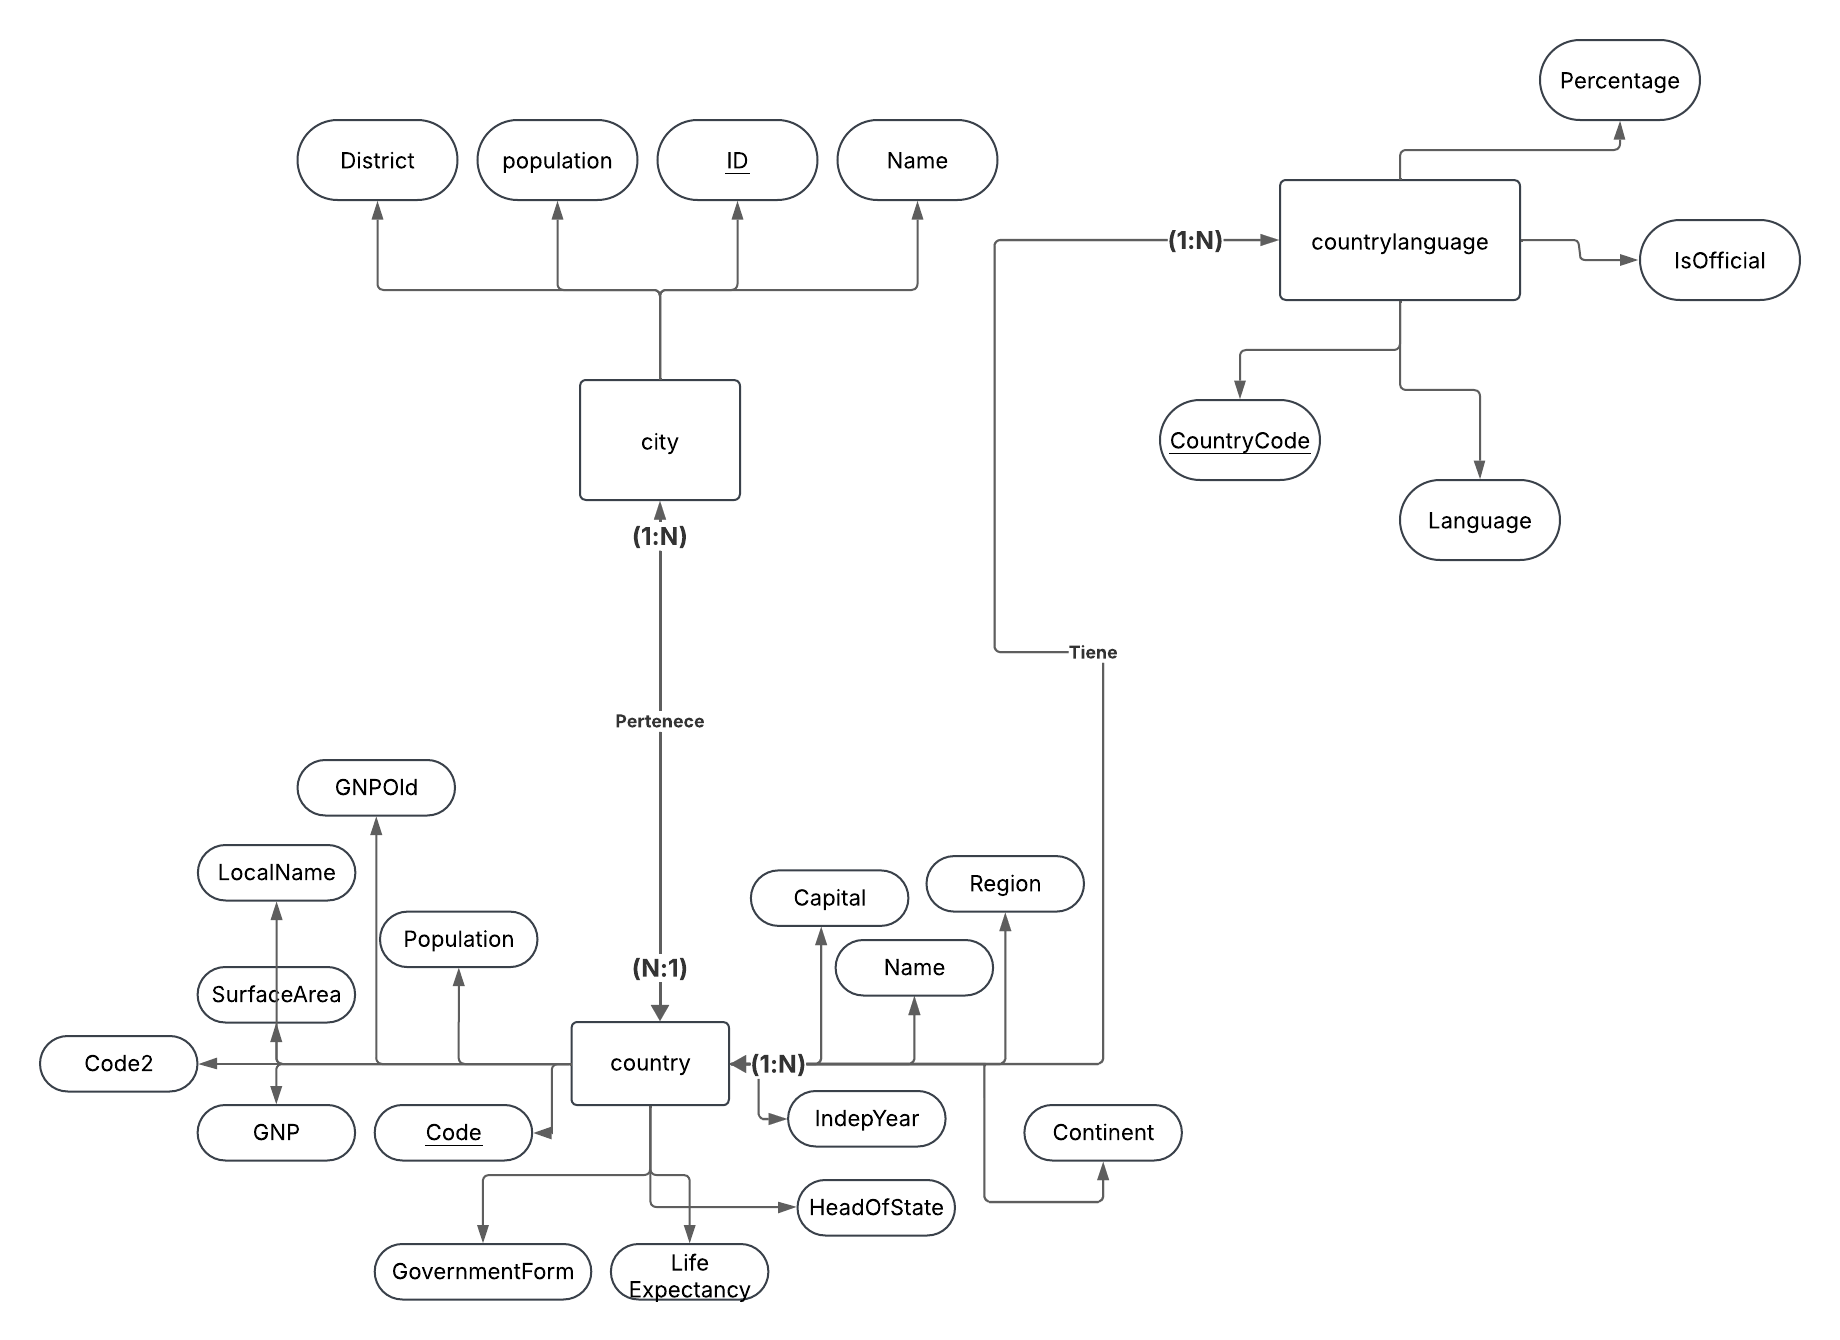 Percentage
District
population
ID
Name
(1:N)
countrylanguage
IsOfficial
city
CountryCode
Language
(1:N)
Tiene
Pertenece
GNPOld
LocalName
Capital
Region
Population
Name
(N:1)
SurfaceArea
Code2
country
(1:N)
GNP
Code
IndepYear
Continent
HeadOfState
GovernmentForm
Life
Expectancy